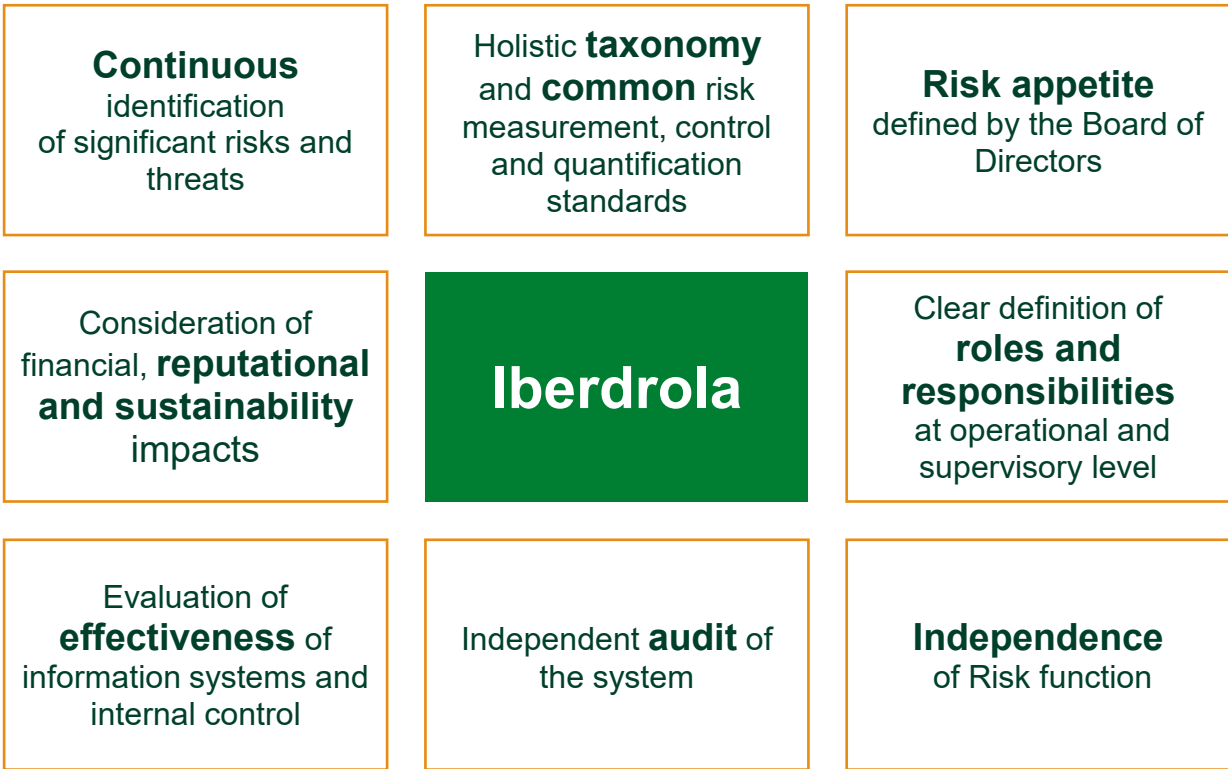 Continuous
identification
of significant risks and
threats
Holistic taxonomy
and common risk
measurement, control
and quantification
standards
Risk appetite
defined by the Board of
Directors
Consideration of
financial, reputational
and sustainability
impacts
Iberdrola
Clear definition of
roles and
responsibilities
at operational and
supervisory level
Evaluation of
effectiveness of
information systems and
internal control
Independent audit of
the system
Independence
of Risk function